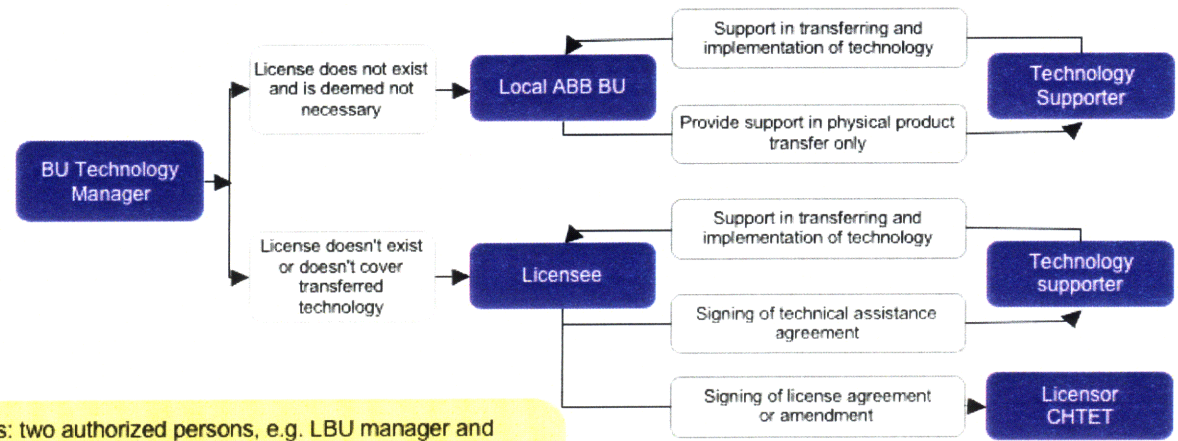 Support in transferring and
implementation of technology
License does not exist
and is deemed not
necessary
Local ABB BU
Technology
Supporter
Provide support in physical product
transfer only
BU Technology
Manager
License doesn't exist
or doesn't cover
transferred
technology
Licensee
Support in transferring and
implementation of technology
Technology
supporter
Signing of technical assistance
agreement
Signing of license agreement
or amendment
Licensor
CHTET
s: two authorized persons, e.g. LBU manager and